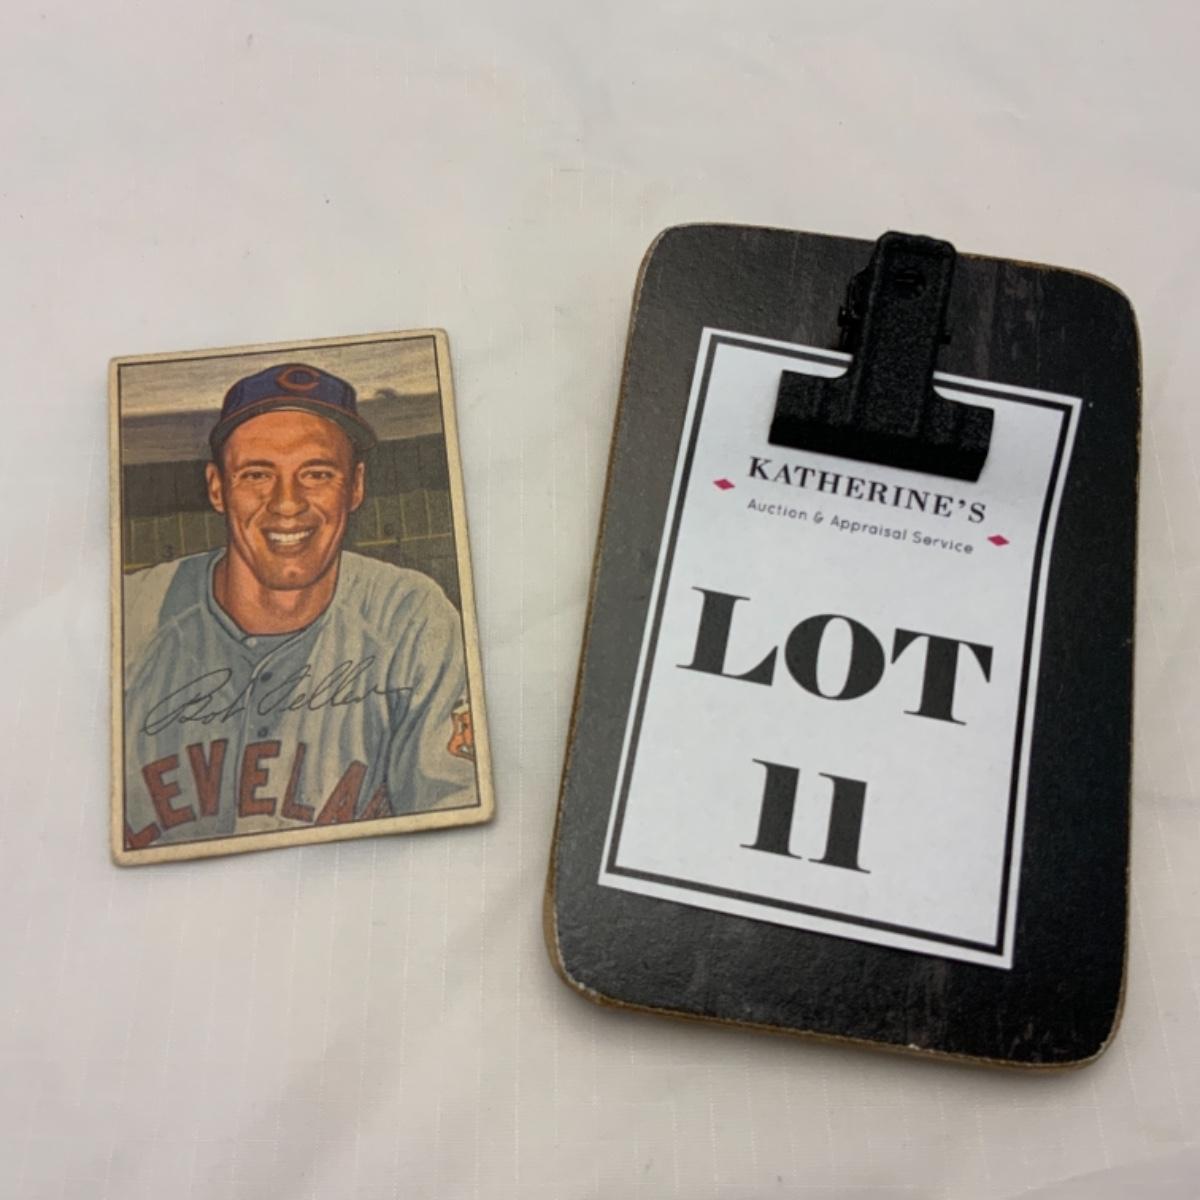 C
Bob Feller
LEVELA
KATHERINE'S
Auction & Appraisal Service
LOT
11